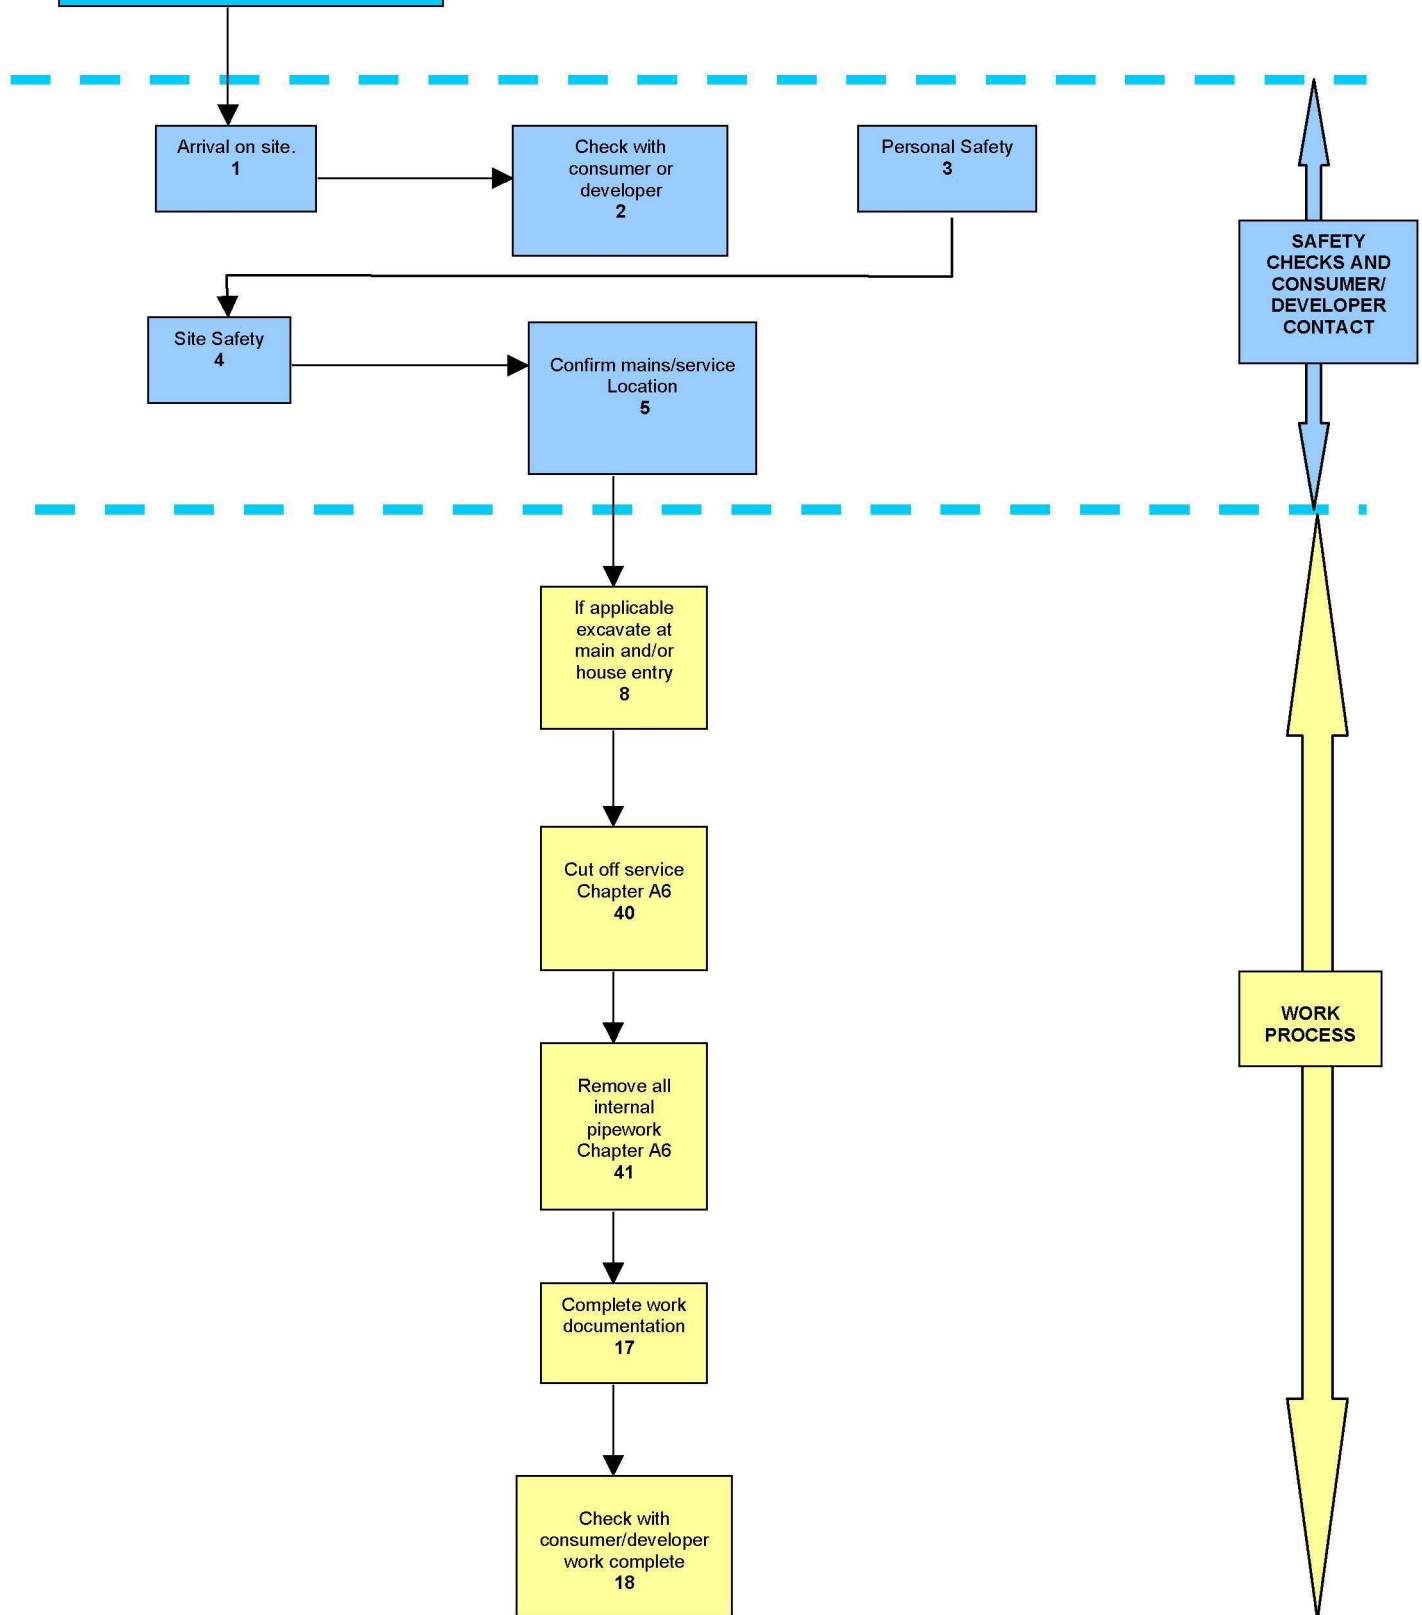 Arrival on site.
1
Check with
consumer or
developer
2
Personal Safety
3
SAFETY
CHECKS AND
CONSUMER/
DEVELOPER
CONTACT
Site Safety
4
Confirm mains/service
Location
5
If applicable
excavate at
main and/or
house entry
8
Cut off service
Chapter A6
40
WORK
PROCESS
Remove all
internal
pipework
Chapter A6
41
Complete work
documentation
17
Check with
consumer/developer
work complete
18